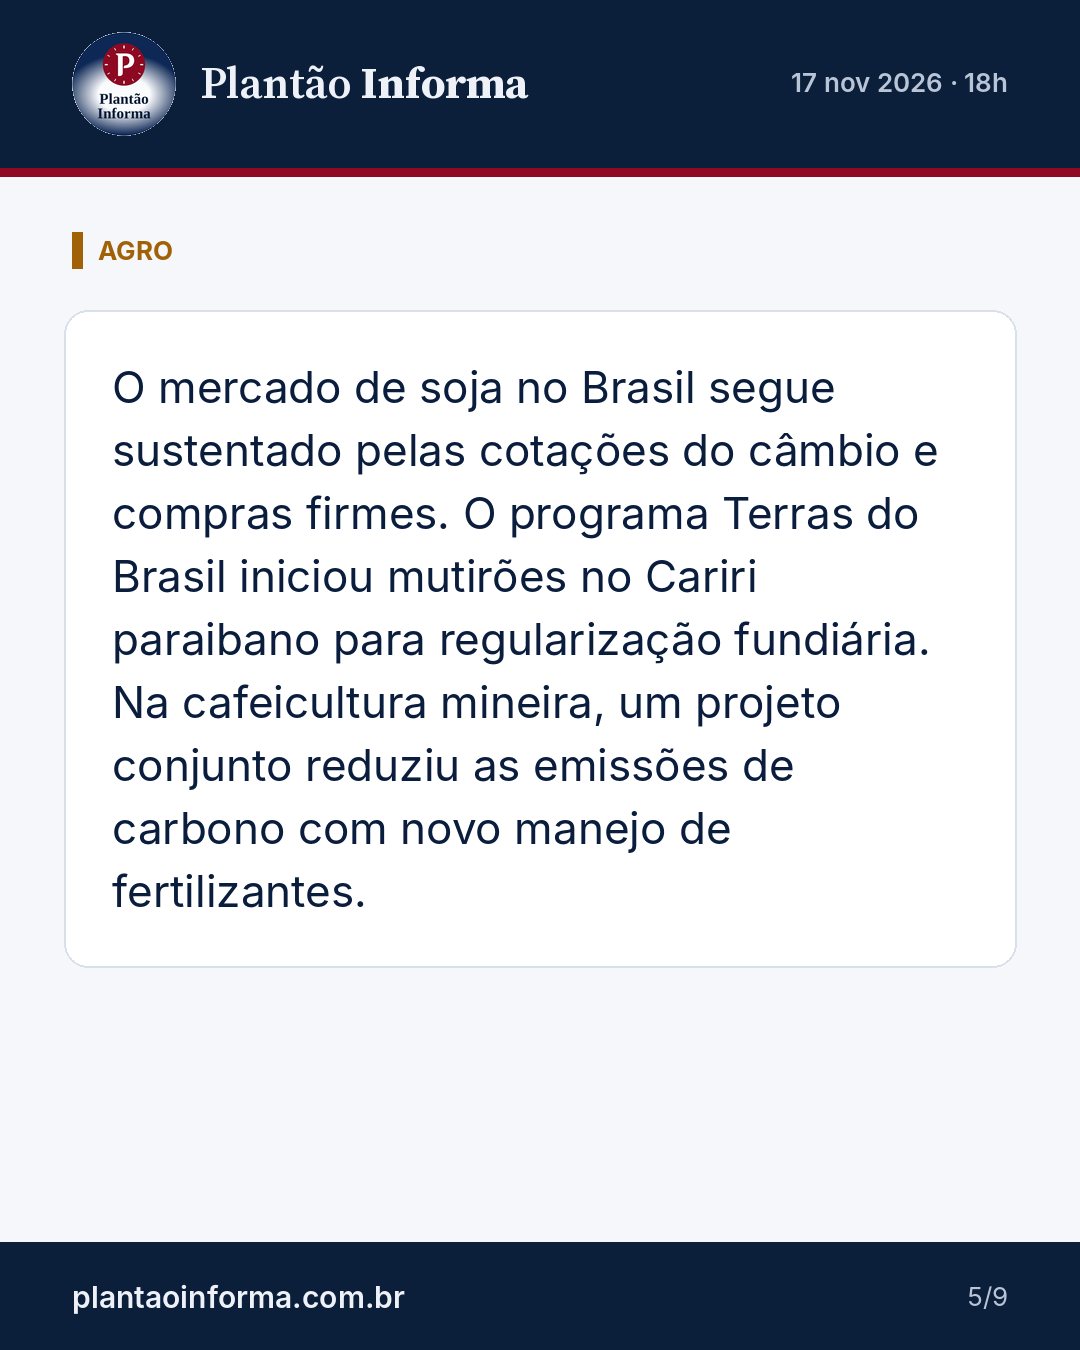 P
Plantão
Informa
Plantão Informa
17 nov 2026 · 18h
AGRO
O mercado de soja no Brasil segue
sustentado pelas cotações do câmbio e
compras firmes. O programa Terras do
Brasil iniciou mutirões no Cariri
paraibano para regularização fundiária.
Na cafeicultura mineira, um projeto
conjunto reduziu as emissões de
carbono com novo manejo de
fertilizantes.
plantaoinforma.com.br
5/9